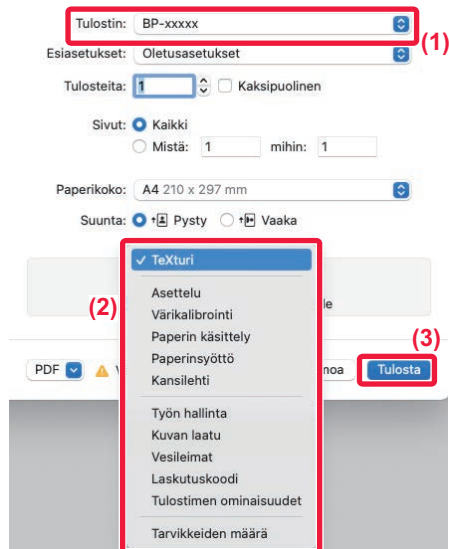 Tulostin: BP-xxxxx
(1)
Esiasetukset: Oletusasetukset
Tulosteita: 1 Kaksipuolinen
Sivut: Kaikki
Mistä: 1 mihin: 1
Paperikoko: A4 210 x 297 mm
Suunta: Pysty Vaaka
✓ TeXturi
Asettelu
(2)
Värikalibrointi
Paperin käsittely
Paperinsyöttö
Kansilehti
(3)
PDF Tulosta
Työn hallinta
Kuvan laatu
Vesileimat
Laskutuskoodi
Tulostimen ominaisuudet
Tarvikkeiden määrä